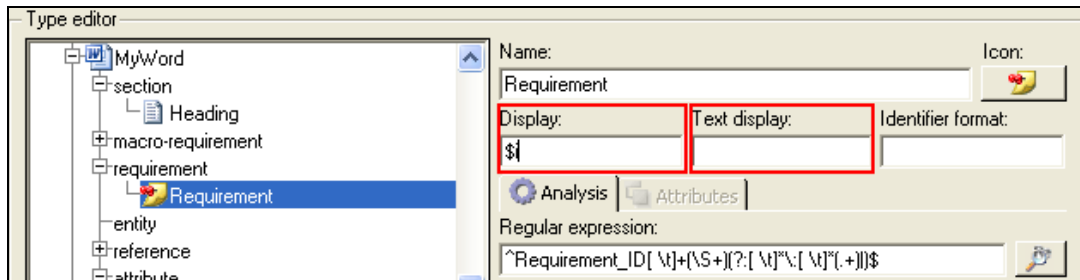 Type editor
MyWord
section
Heading
macro-requirement
requirement
Requirement
entity
reference
attribute
Name:
Icon:
Requirement
Display:
Text display:
Identifier format:
$i
Analysis
Attributes
Regular expression:
^Requirement_ID[ \t]+(\S+)(?:[ \t]*\:[ \t]*(.+)|)$